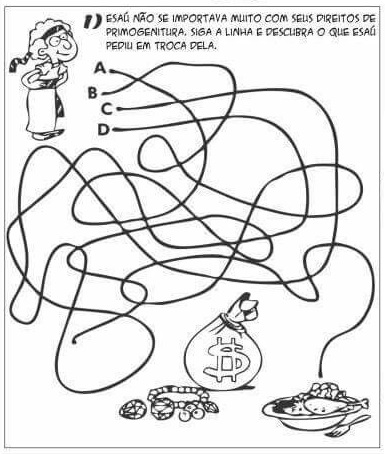 1) ESAÚ NÃO SE IMPORTAVA MUITO COM SEUS DIREITOS DE
PRIMOGENITURA. SIGA A LINHA E DESCUBRA O QUE ESAÚ
PEDIU EM TROCA DELA.
A
B
C
D
$